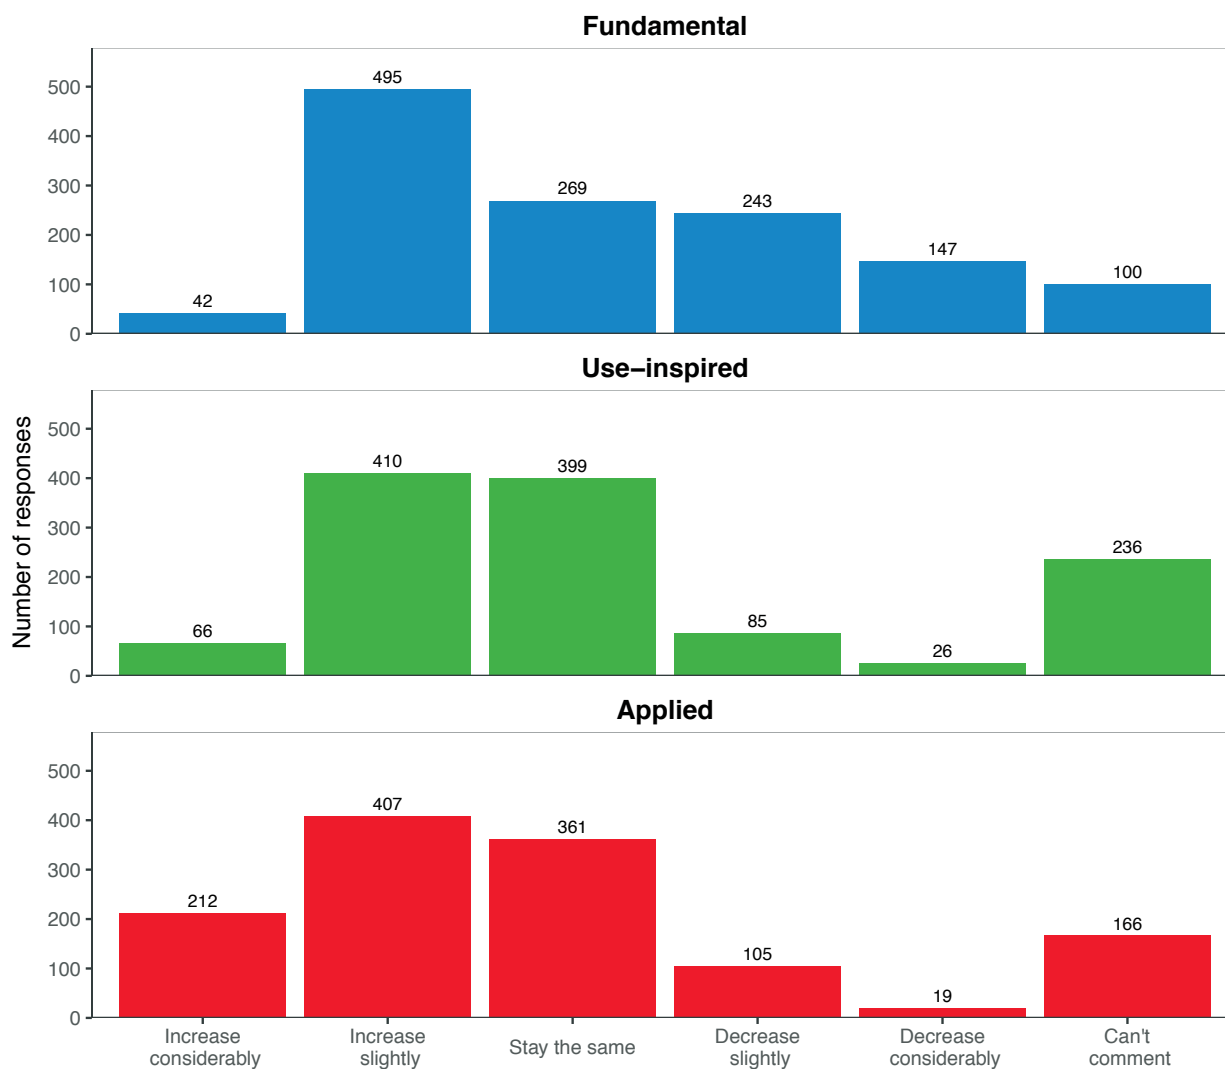 Fundamental
495
500
400
300
269
243
200
147
100
100
42
0
Use–inspired
Number of responses
500
410
399
400
300
236
200
100
66
85
26
0
Applied
500
407
400
361
300
212
200
166
105
100
19
0
Increase
considerably
Increase
slightly
Stay the same
Decrease
slightly
Decrease
considerably
Can't
comment